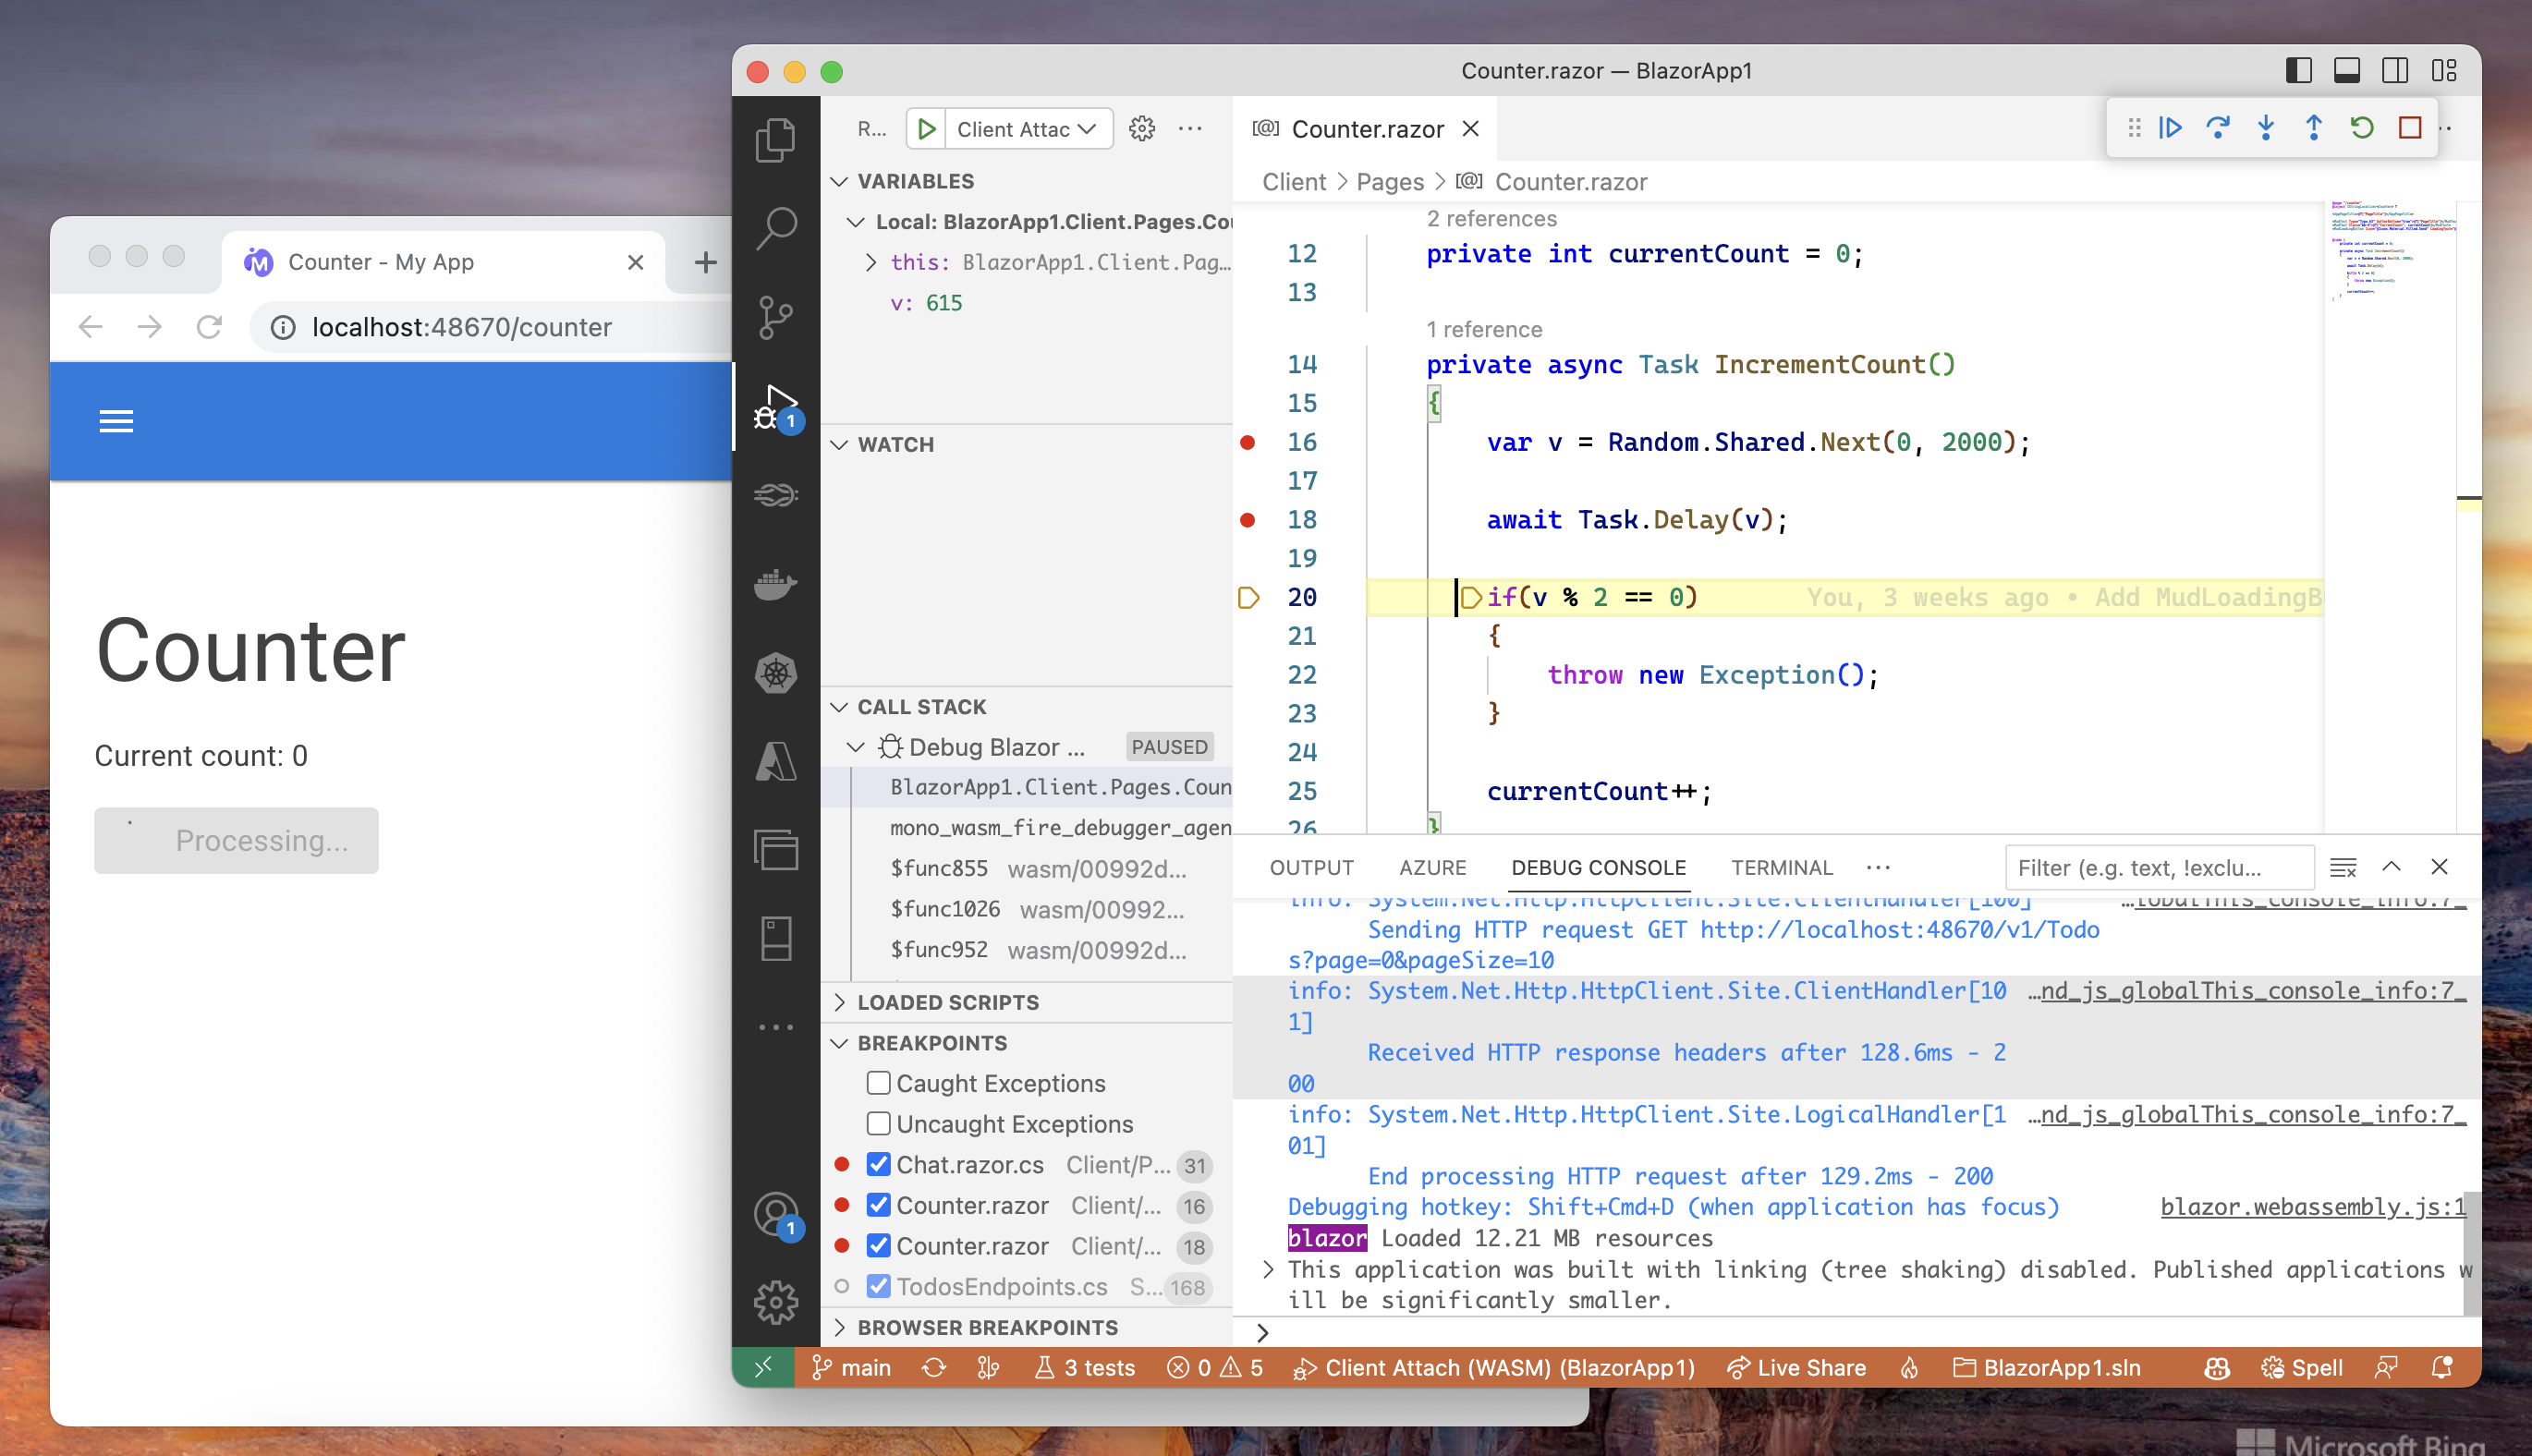 Counter.razor — BlazorApp1
Counter - My App
localhost:48670/counter
Counter
Current count: 0
Processing...
R...
Client Attac
VARIABLES
Local: BlazorApp1.Client.Pages.Cou
this: BlazorApp1.Client.Pag…
v: 615
WATCH
CALL STACK
Debug Blazor ...
PAUSED
BlazorApp1.Client.Pages.Coun
mono_wasm_fire_debugger_agen
$func855 wasm/00992d...
$func1026 wasm/00992...
$func952 wasm/00992d...
LOADED SCRIPTS
BREAKPOINTS
Caught Exceptions
Uncaught Exceptions
Chat.razor.cs Client/P... 31
Counter.razor Client/... 16
Counter.razor Client/... 18
TodosEndpoints.cs S... 168
BROWSER BREAKPOINTS
1
1
Counter.razor
Client > Pages > Counter.razor
2 references
12 private int currentCount = 0;
13
1 reference
14 private async Task IncrementCount()
15 {
16 var v = Random.Shared.Next(0, 2000);
17
18 await Task.Delay(v);
19
20 if(v % 2 == 0) You, 3 weeks ago • Add MudLoadingB
21 {
22 throw new Exception();
23 }
24
25 currentCount++;
26 }
OUTPUT AZURE DEBUG CONSOLE TERMINAL ...
Filter (e.g. text, !exclu...
info: System.Net.Http.HttpClient.Site.ClientHandler[100] …lobalThis_console_info:7_
Sending HTTP request GET http://localhost:48670/v1/Todo
s?page=0&pageSize=10
info: System.Net.Http.HttpClient.Site.ClientHandler[10 …nd_js_globalThis_console_info:7_
1]
Received HTTP response headers after 128.6ms - 2
00
info: System.Net.Http.HttpClient.Site.LogicalHandler[1 …nd_js_globalThis_console_info:7_
01]
End processing HTTP request after 129.2ms - 200
Debugging hotkey: Shift+Cmd+D (when application has focus) blazor.webassembly.js:1
blazor Loaded 12.21 MB resources
This application was built with linking (tree shaking) disabled. Published applications w
ill be significantly smaller.
main 3 tests 0 5 Client Attach (WASM) (BlazorApp1) Live Share BlazorApp1.sln Spell
Microsoft Bing